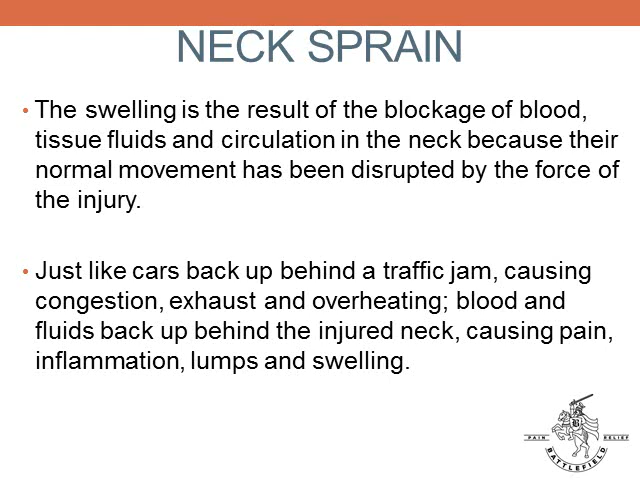 NECK SPRAIN
• The swelling is the result of the blockage of blood,
tissue fluids and circulation in the neck because their
normal movement has been disrupted by the force of
the injury.
• Just like cars back up behind a traffic jam, causing
congestion, exhaust and overheating; blood and
fluids back up behind the injured neck, causing pain,
inflammation, lumps and swelling.
B
PAIN RELIEF
BATTLEFIELD